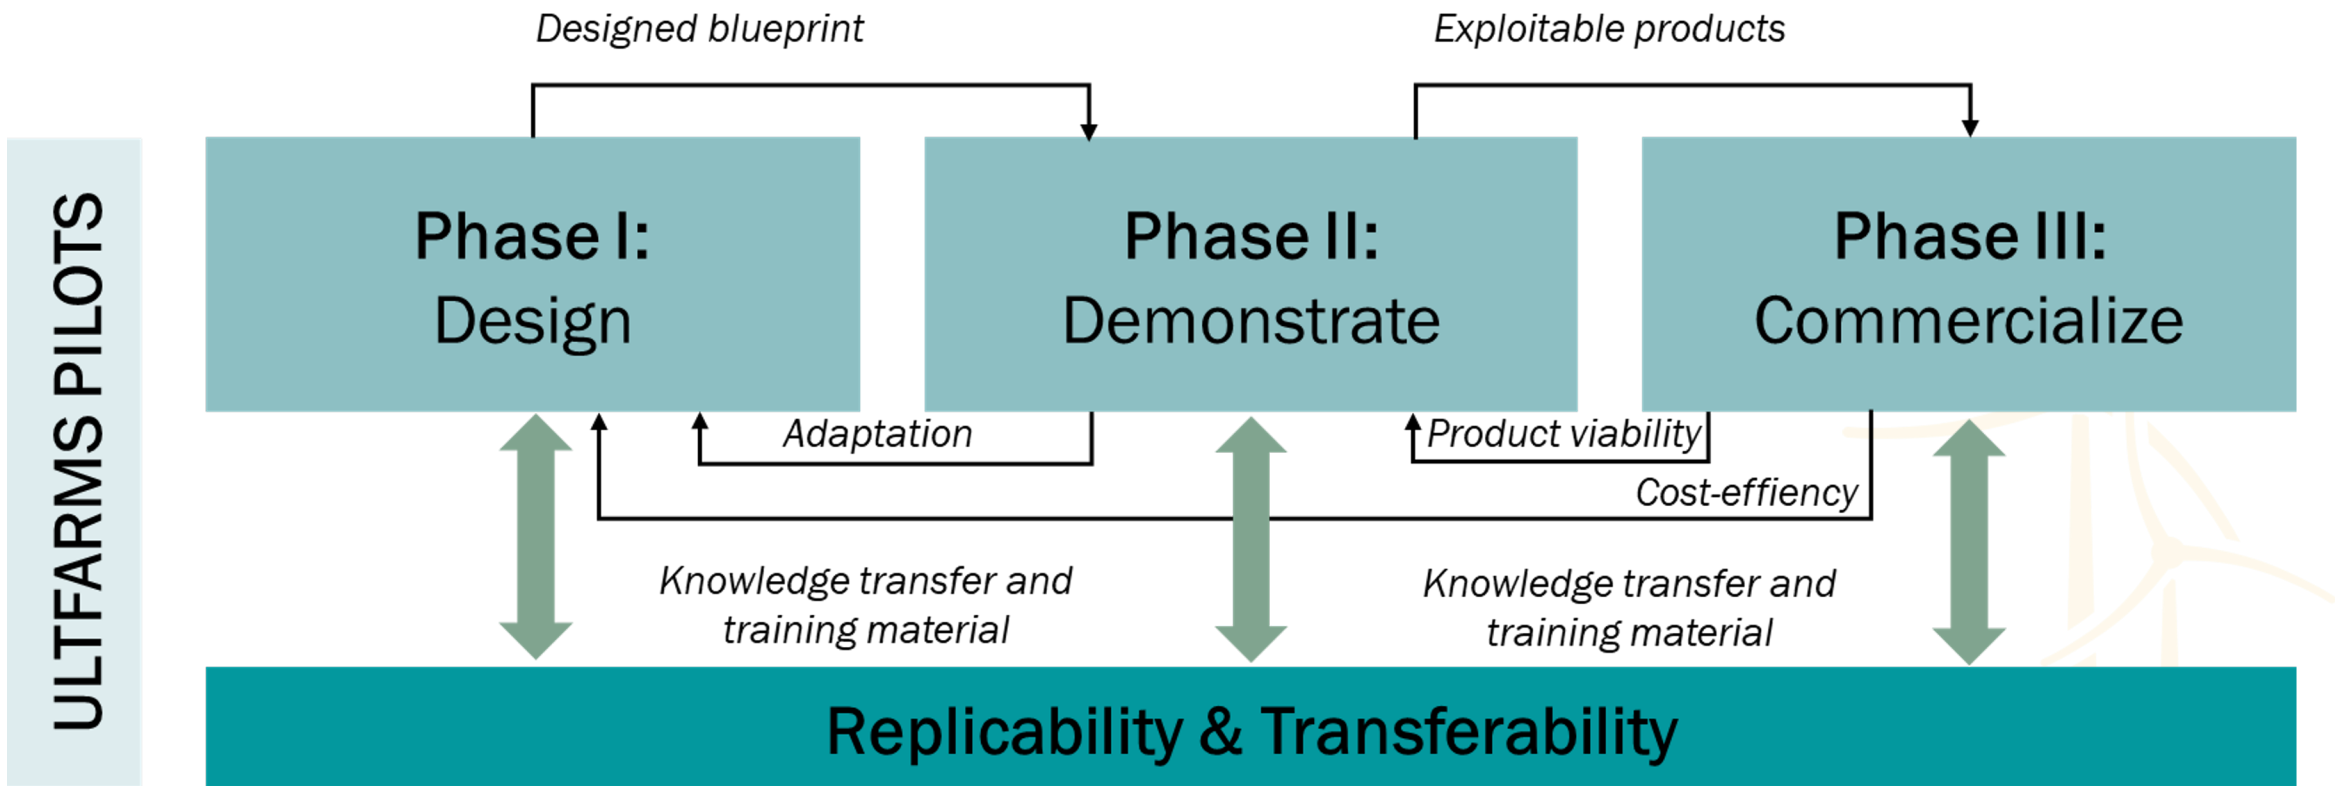 Designed blueprint
Exploitable products
ULTFARMS PILOTS
Phase I:
Design
Phase II:
Demonstrate
Phase III:
Commercialize
Adaptation
Product viability
Cost-effiency
Knowledge transfer and
training material
Knowledge transfer and
training material
Replicability & Transferability